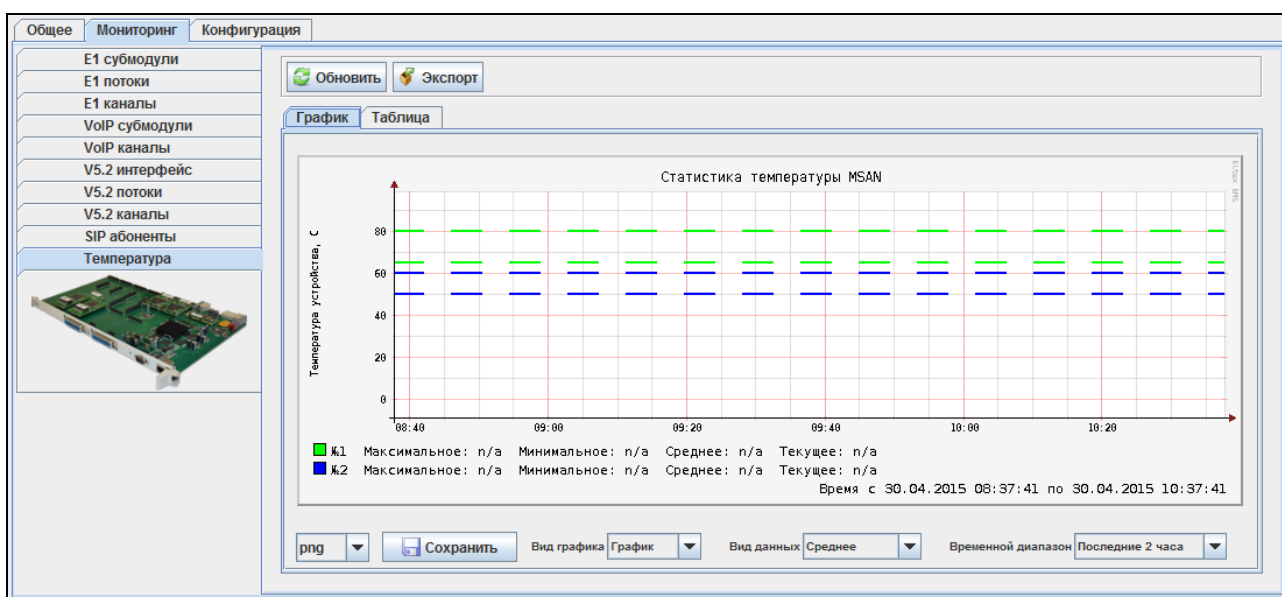 Общее Мониторинг Конфигурация
E1 субмодули
E1 потоки
E1 каналы
VoIP субмодули
VoIP каналы
V5.2 интерфейс
V5.2 потоки
V5.2 каналы
SIP абоненты
Температура
Обновить Экспорт
График Таблица
Статистика температуры MSAN
Eltex EMS
Температура устройства, C
80
60
40
20
0
08:40 09:00 09:20 09:40 10:00 10:20
№1 Максимальное: n/a Минимальное: n/a Среднее: n/a Текущее: n/a
№2 Максимальное: n/a Минимальное: n/a Среднее: n/a Текущее: n/a
Время с 30.04.2015 08:37:41 по 30.04.2015 10:37:41
png Сохранить Вид графика График Вид данных Среднее Временной диапазон Последние 2 часа